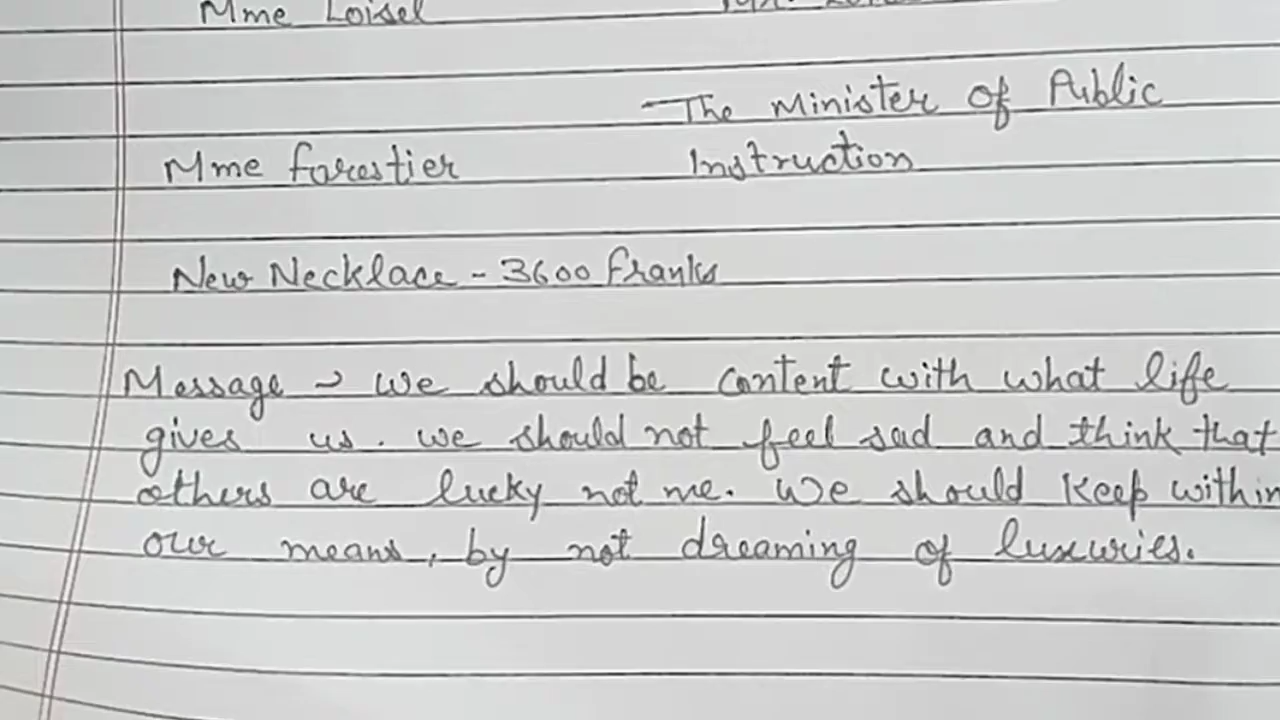 Mme Loisel
The Minister of Public
Mme Forestier Instruction
New Necklace - 3600 Franks
Message → We should be content with what life
gives us. We should not feel sad and think that
others are lucky not me. We should keep within
our means, by not dreaming of luxuries.